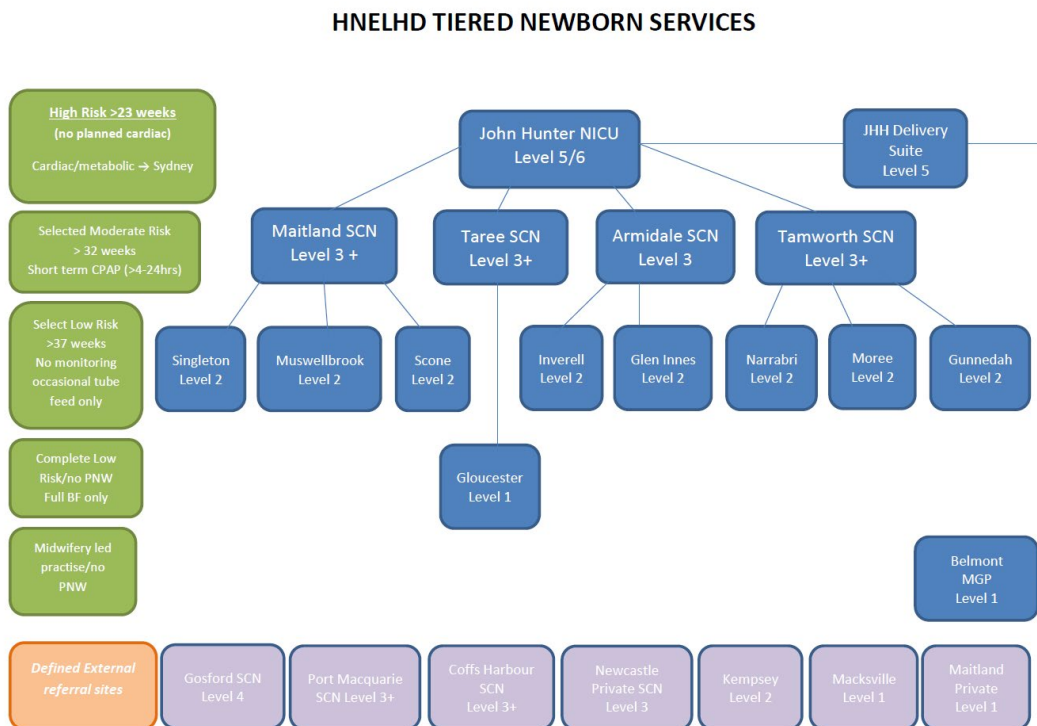 HNELHD TIERED NEWBORN SERVICES
High Risk >23 weeks
(no planned cardiac)
Cardiac/metabolic → Sydney
John Hunter NICU
Level 5/6
JHH Delivery
Suite
Level 5
Selected Moderate Risk
> 32 weeks
Short term CPAP (>4-24hrs)
Maitland SCN
Level 3 +
Taree SCN
Level 3+
Armidale SCN
Level 3
Tamworth SCN
Level 3+
Select Low Risk
>37 weeks
No monitoring
occasional tube
feed only
Singleton
Level 2
Muswellbrook
Level 2
Scone
Level 2
Inverell
Level 2
Glen Innes
Level 2
Narrabri
Level 2
Moree
Level 2
Gunnedah
Level 2
Complete Low
Risk/no PNW
Full BF only
Gloucester
Level 1
Midwifery led
practise/no
PNW
Belmont
MGP
Level 1
Defined External
referral sites
Gosford SCN
Level 4
Port Macquarie
SCN Level 3+
Coffs Harbour
SCN
Level 3+
Newcastle
Private SCN
Level 3
Kempsey
Level 2
Macksville
Level 1
Maitland
Private
Level 1